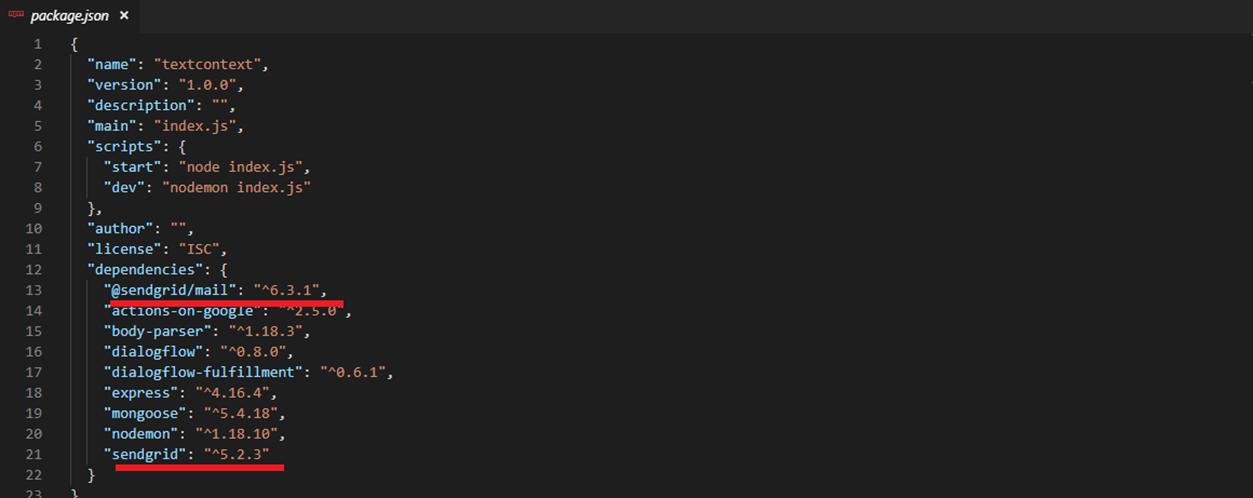 package.json ×
1 {
2 "name": "textcontext",
3 "version": "1.0.0",
4 "description": "",
5 "main": "index.js",
6 "scripts": {
7 "start": "node index.js",
8 "dev": "nodemon index.js"
9 },
10 "author": "",
11 "license": "ISC",
12 "dependencies": {
13 "@sendgrid/mail": "^6.3.1",
14 "actions-on-google": "^2.5.0",
15 "body-parser": "^1.18.3",
16 "dialogflow": "^0.8.0",
17 "dialogflow-fulfillment": "^0.6.1",
18 "express": "^4.16.4",
19 "mongoose": "^5.4.18",
20 "nodemon": "^1.18.10",
21 "sendgrid": "^5.2.3"
22 }
23 }